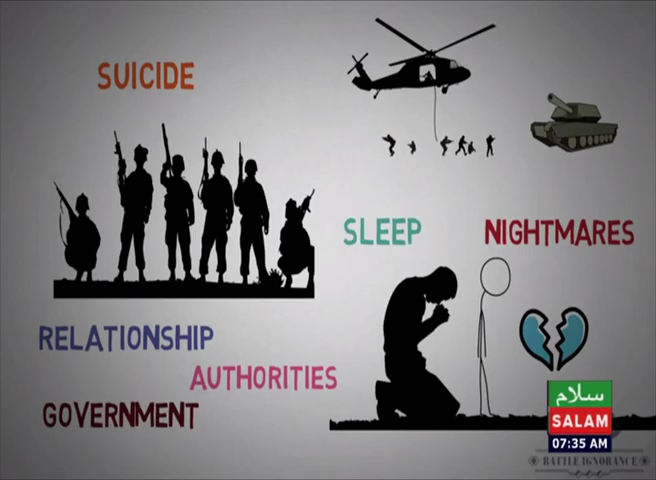 SUICIDE
SLEEP
NIGHTMARES
RELATIONSHIP
AUTHORITIES
GOVERNMENT
سلام
SALAM
07:35 AM
BATTLE IGNORANCE